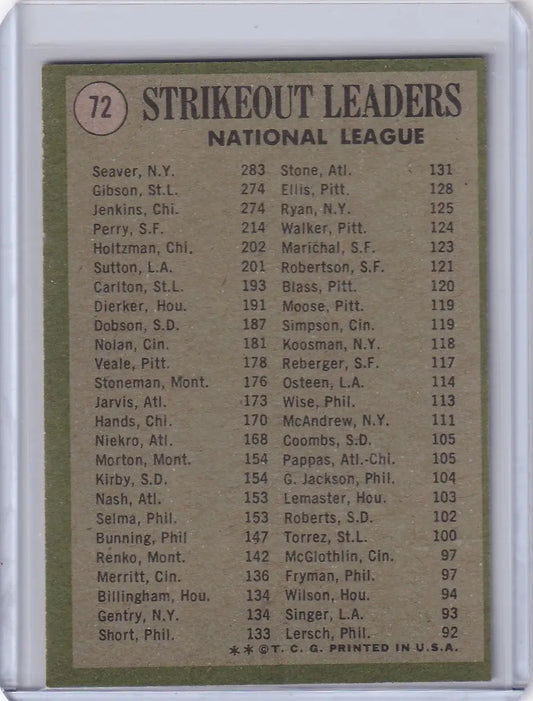 72 STRIKEOUT LEADERS
NATIONAL LEAGUE
Seaver, N.Y. 283 Stone, Atl. 131
Gibson, St.L. 274 Ellis, Pitt. 128
Jenkins, Chi. 274 Ryan, N.Y. 125
Perry, S.F. 214 Walker, Pitt. 124
Holtzman, Chi. 202 Marichal, S.F. 123
Sutton, L.A. 201 Robertson, S.F. 121
Carlton, St.L. 193 Blass, Pitt. 120
Dierker, Hou. 191 Moose, Pitt. 119
Dobson, S.D. 187 Simpson, Cin. 119
Nolan, Cin. 181 Koosman, N.Y. 118
Veale, Pitt. 178 Reberger, S.F. 117
Stoneman, Mont. 176 Osteen, L.A. 114
Jarvis, Atl. 173 Wise, Phil. 113
Hands, Chi. 170 McAndrew, N.Y. 111
Niekro, Atl. 168 Coombs, S.D. 105
Morton, Mont. 154 Pappas, Atl.-Chi. 105
Kirby, S.D. 154 G. Jackson, Phil. 104
Nash, Atl. 153 Lemaster, Hou. 103
Selma, Phil. 153 Roberts, S.D. 102
Bunning, Phil 147 Torrez, St.L. 100
Renko, Mont. 142 McGlothlin, Cin. 97
Merritt, Cin. 136 Fryman, Phil. 97
Billingham, Hou. 134 Wilson, Hou. 94
Gentry, N.Y. 134 Singer, L.A. 93
Short, Phil. 133 Lersch, Phil. 92
**©T. C. G. PRINTED IN U.S.A.